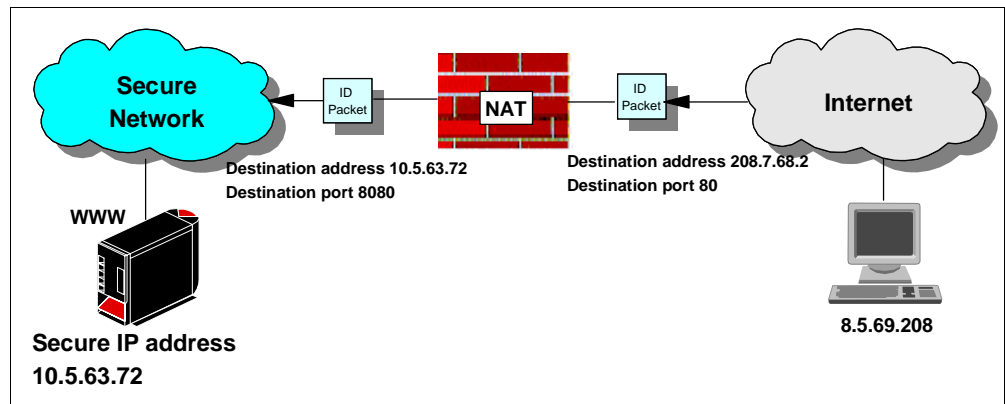 Secure
Network
ID
Packet
NAT
ID
Packet
Internet
Destination address 10.5.63.72
Destination port 8080
Destination address 208.7.68.2
Destination port 80
WWW
Secure IP address
10.5.63.72
8.5.69.208